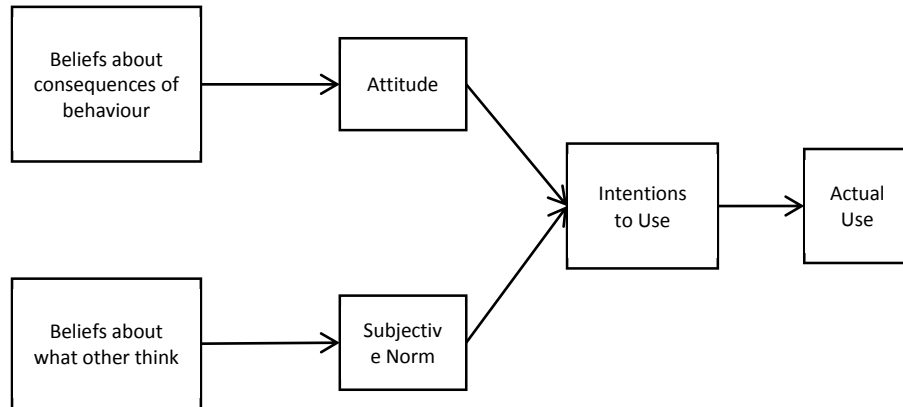 Beliefs about
consequences of
behaviour
Attitude
Intentions
to Use
Actual
Use
Beliefs about
what other think
Subjectiv
e Norm